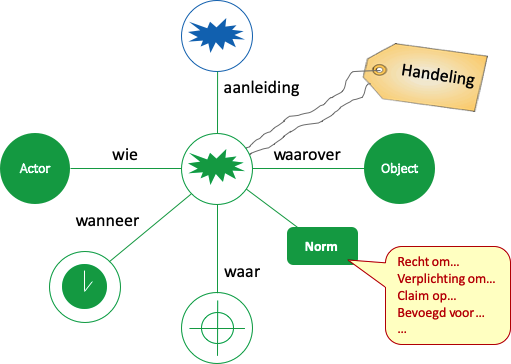 aanleiding
Handeling
wie
waarover
Actor
Object
wanneer
Norm
waar
Recht om...
Verplichting om...
Claim op...
Bevoegd voor...
...